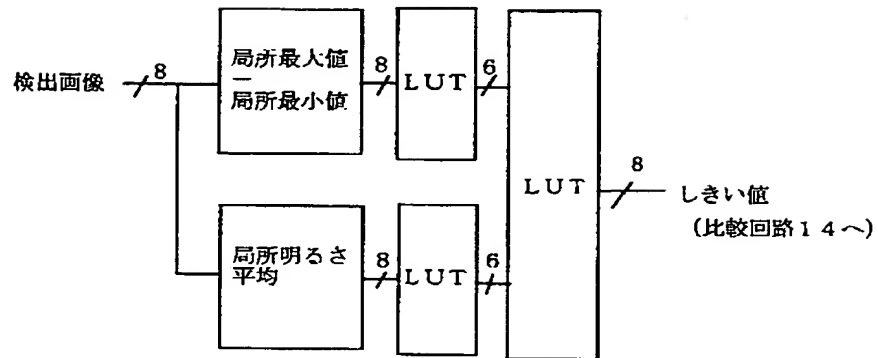 検出画像
8
局所最大値
－
局所最小値
8
LUT
6
局所明るさ
平均
8
LUT
6
LUT
8
しきい値
(比較回路14へ)